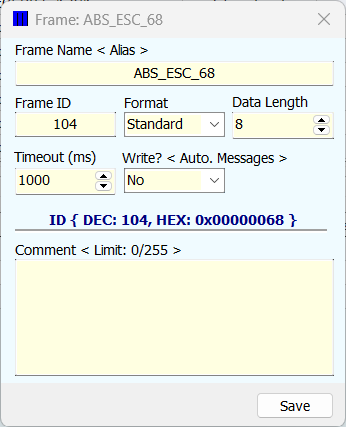 Frame: ABS_ESC_68
Frame Name < Alias >
ABS_ESC_68
Frame ID Format Data Length
104 Standard 8
Timeout (ms) Write? < Auto. Messages >
1000 No
ID { DEC: 104, HEX: 0x00000068 }
Comment < Limit: 0/255 >
Save